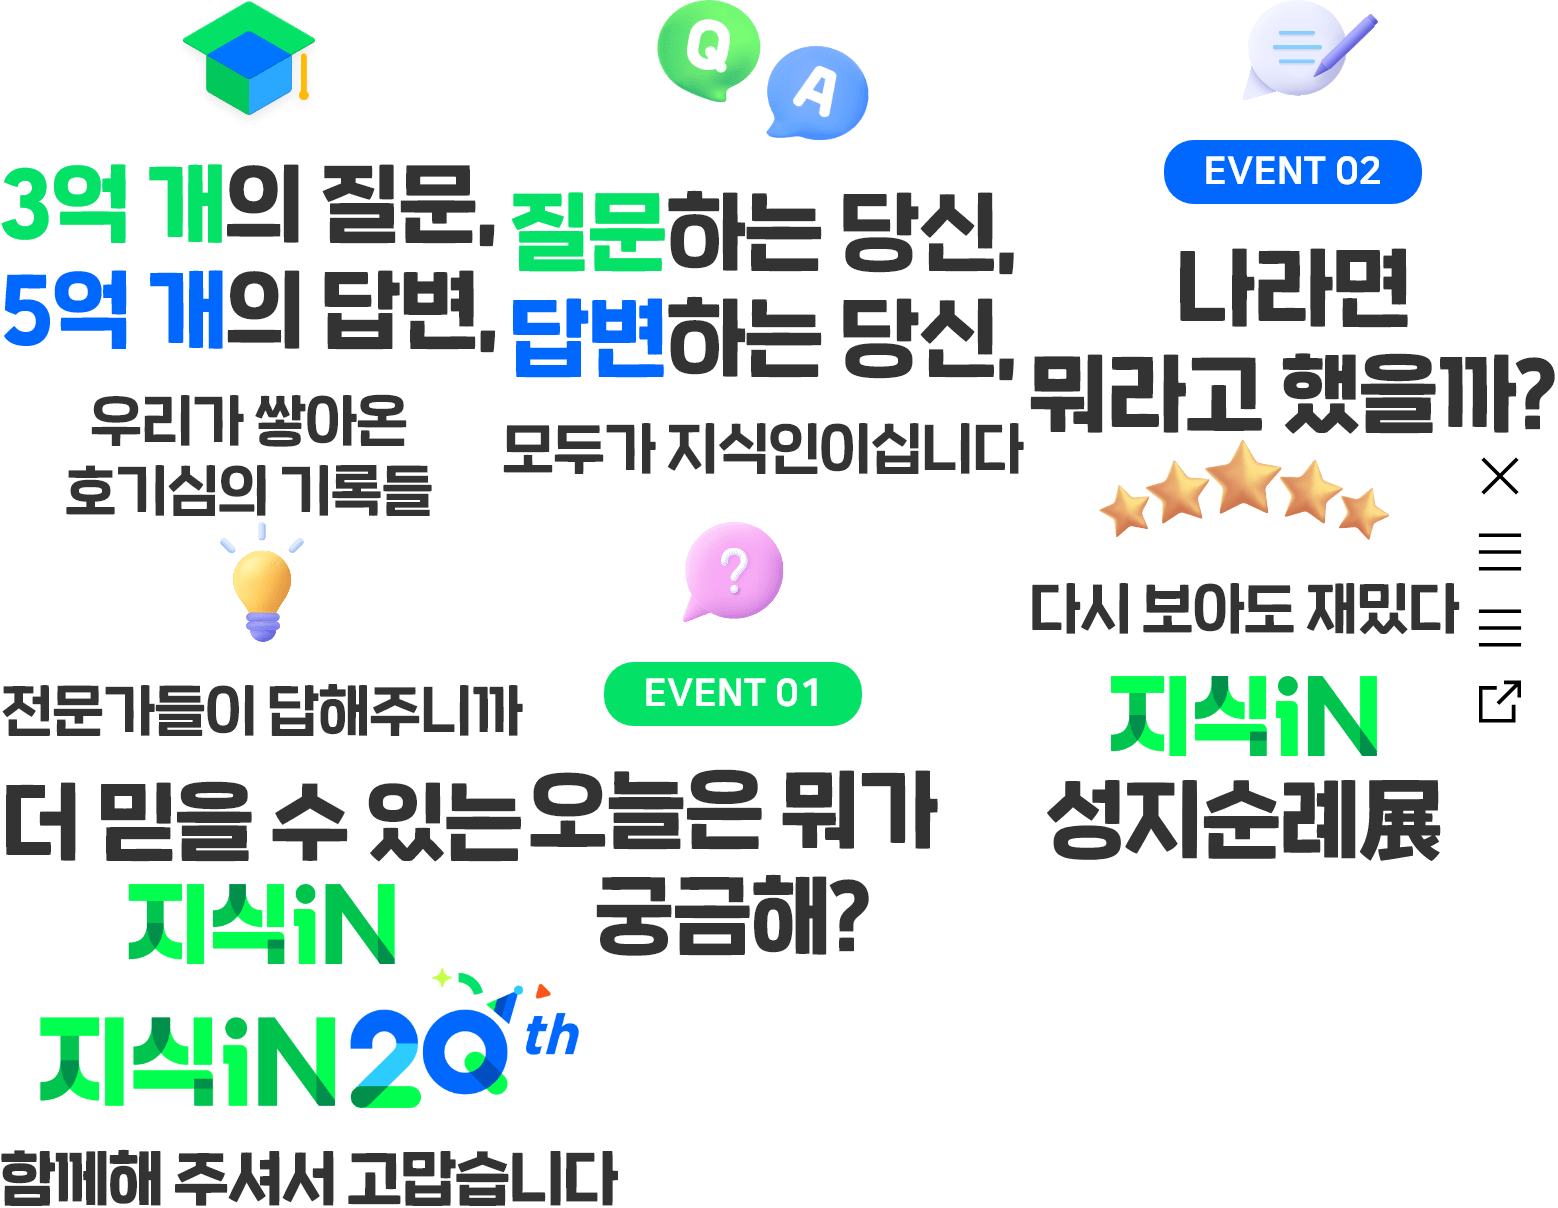 3억 개의 질문,
5억 개의 답변,
우리가 쌓아온
호기심의 기록들
Q
A
질문하는 당신,
답변하는 당신,
모두가 지식인이십니다
EVENT 02
나라면
뭐라고 했을까?
다시 보아도 재밌다
지식iN
성지순례展
전문가들이 답해주니까
더 믿을 수 있는
지식iN
?
EVENT 01
오늘은 뭐가
궁금해?
지식iN 20th
함께해 주셔서 고맙습니다